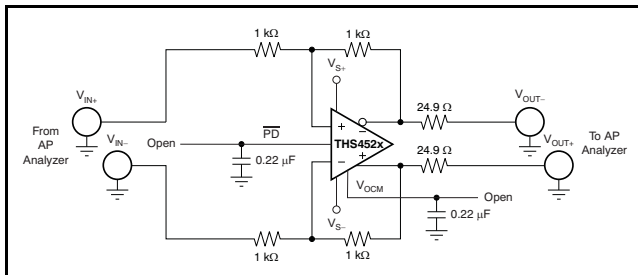 1 kΩ
1 kΩ
VS+
VIN+
VOUT−
24.9 Ω
From
AP
Analyzer
VIN−
Open
PD
+
−
THS452x
−
+
To AP
Analyzer
24.9 Ω
VOUT+
0.22 µF
VOCM
Open
VS−
0.22 µF
1 kΩ
1 kΩ